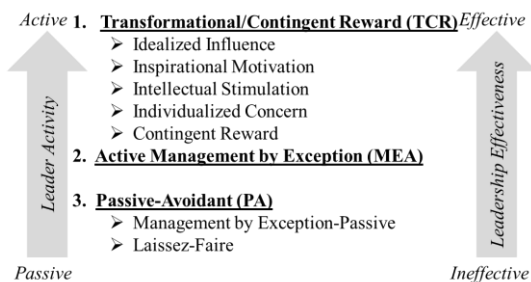 Active
1. Transformational/Contingent Reward (TCR)
Effective
➤ Idealized Influence
➤ Inspirational Motivation
➤ Intellectual Stimulation
➤ Individualized Concern
➤ Contingent Reward
2. Active Management by Exception (MEA)
3. Passive-Avoidant (PA)
➤ Management by Exception-Passive
➤ Laissez-Faire
Leader Activity
Leadership Effectiveness
Passive
Ineffective